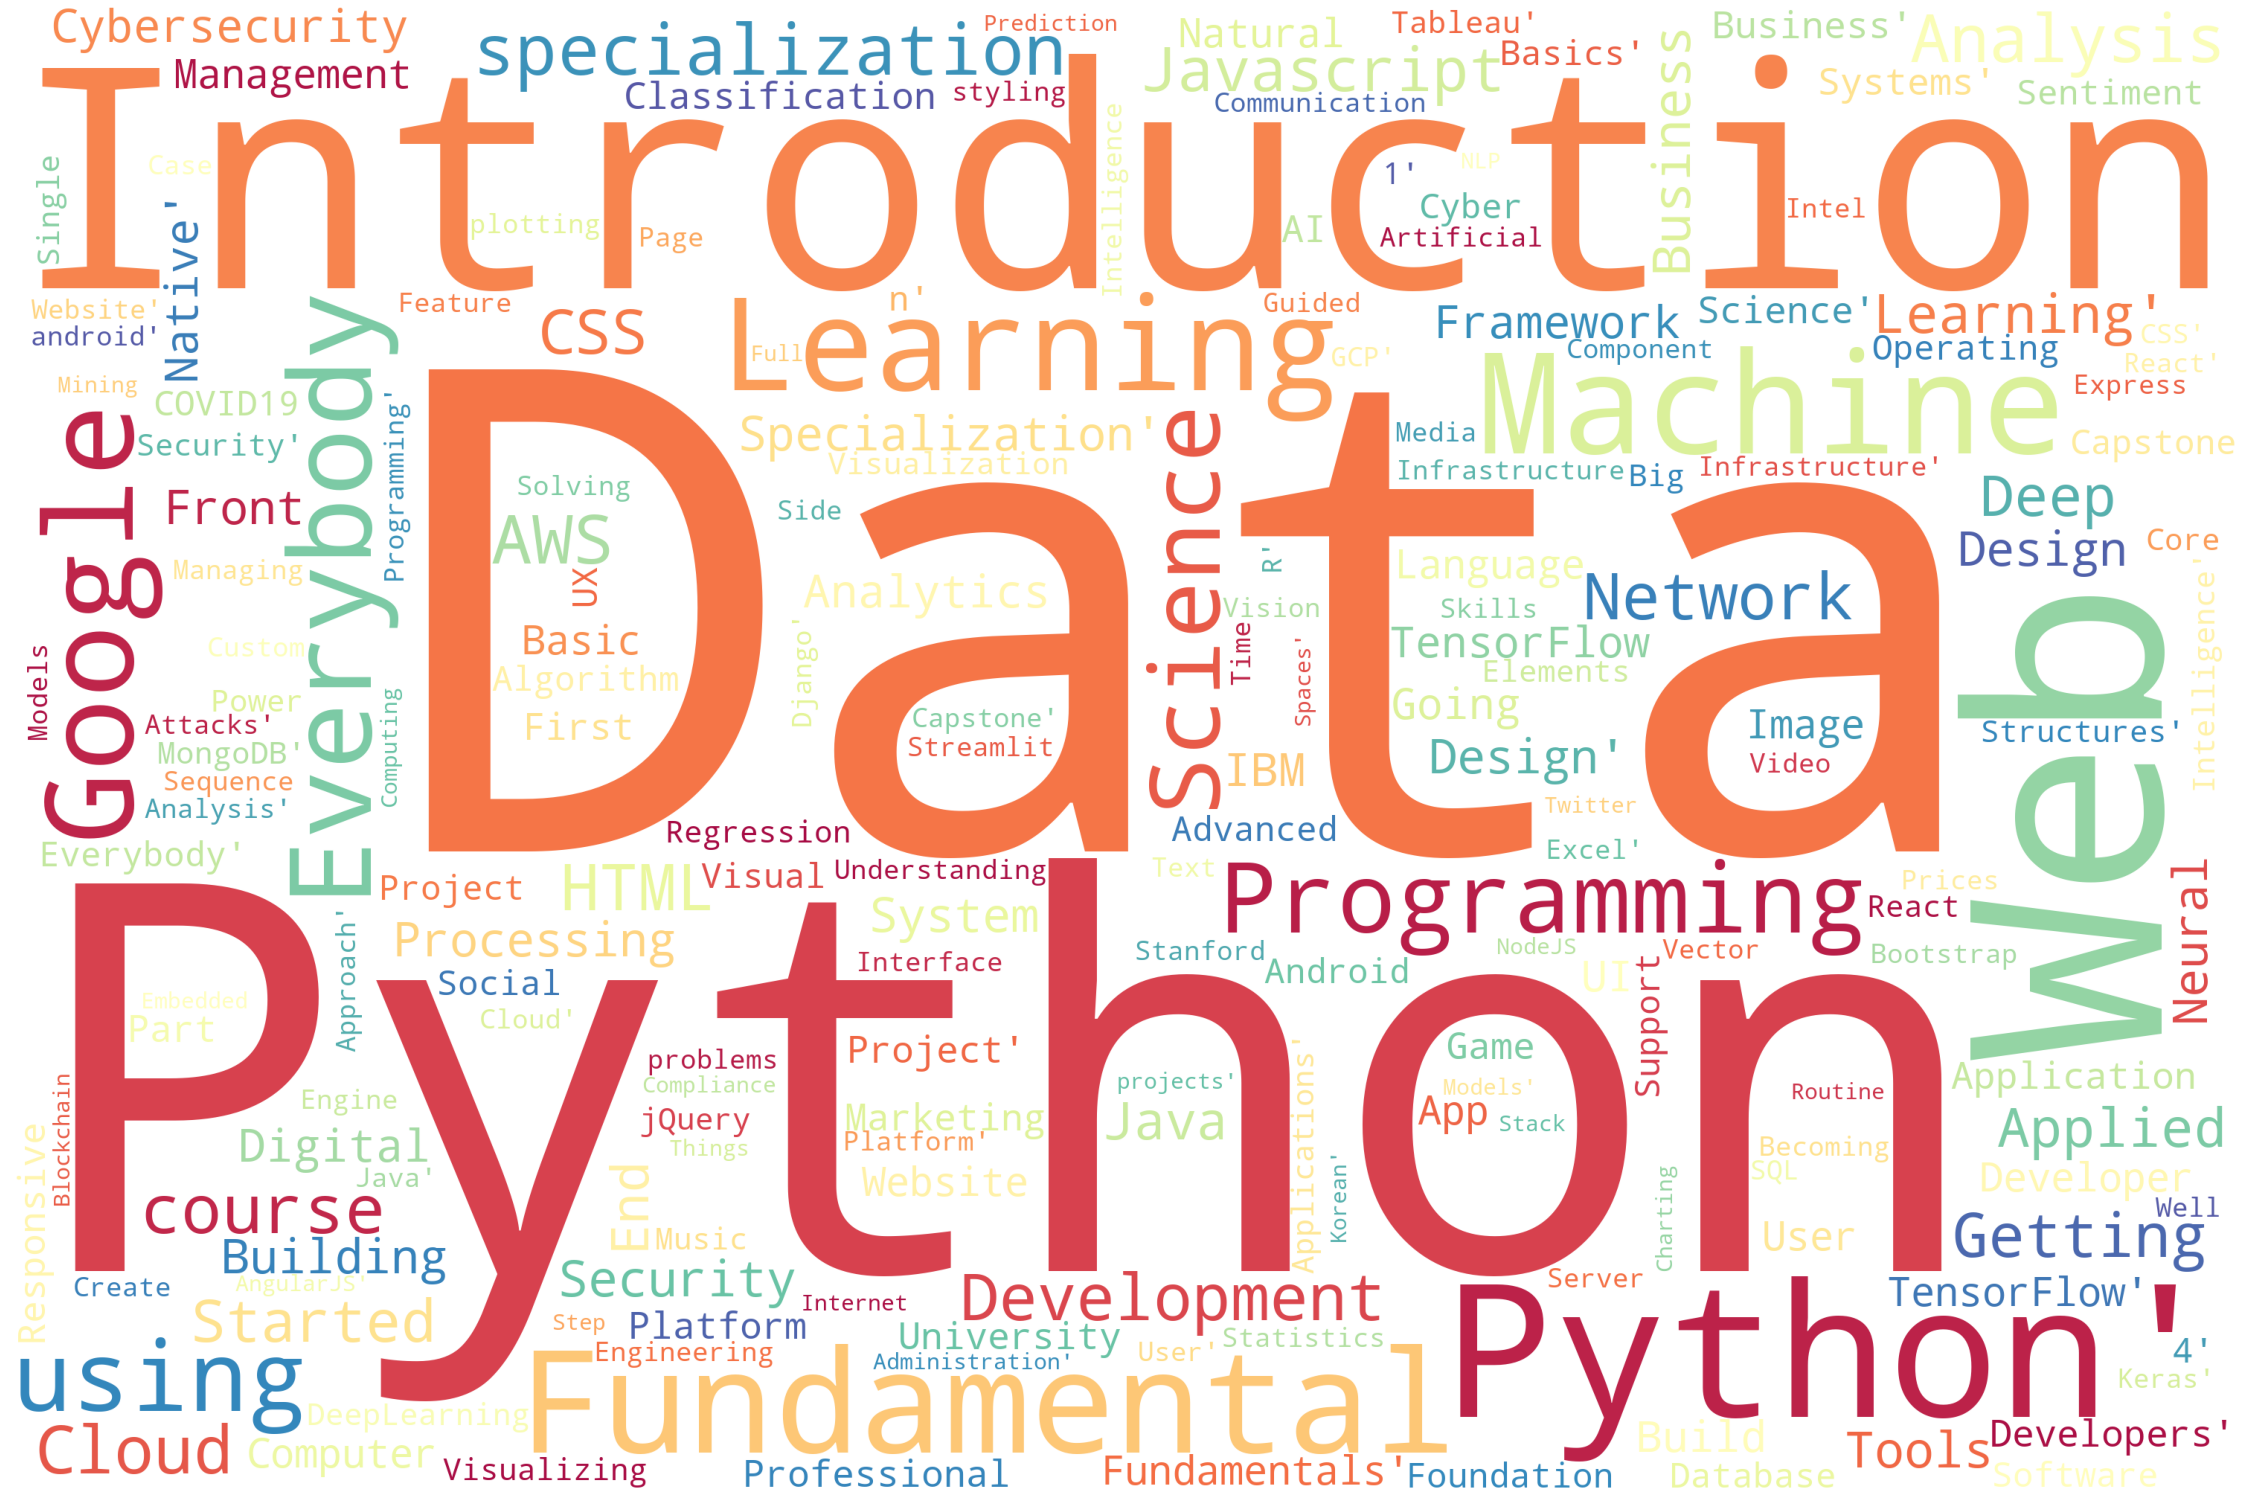 Cybersecurity
specialization
Prediction
Natural
Tableau'
Business'
Analysis
Management
Classification
styling
Javascript
Basics'
Communication
Business
Systems'
Sentiment
Introduction
Single
Case
Native'
plotting
Page
Intelligence
AI
1'
NLP
Cyber
Artificial
Intel
Website'
android'
Feature
CSS
n'
Learning
Full
Guided
GCP'
Framework
Science'
Learning'
CSS'
Component
Operating
React'
Mining
COVID19
Everybody
Programming'
Express
Machine
Google
Security'
Specialization'
Visualization
Science
Media
Infrastructure
Big
Infrastructure'
Capstone
Front
Solving
AWS
Side
Data
Deep
Design
Core
Managing
UX
Analytics
R'
Language
Network
Intelligence'
Custom
Basic
Algorithm
Vision
Skills
TensorFlow
Elements
Models
Power
Computing
First
Django'
Capstone'
Streamlit
Time
Spaces'
Going
Image
Video
Web
Structures'
Attacks'
MongoDB'
Sequence
Analysis'
IBM
Design'
Twitter
Everybody'
Regression
Advanced
Excel'
Project
HTML
Visual
Understanding
Text
Programming
Prices
React
Neural
Processing
System
Stanford
NodeJS
Vector
Bootstrap
Approach'
Social
Interface
Android
UI
Support
Embedded
Part
Cloud'
Python
problems
Project'
Game
Compliance
projects'
Models'
Applications'
Application
Blockchain
Engine
jQuery
Marketing
Java
App
Stack
Routine
Applied
Responsive
Digital
Things
Platform'
Becoming
SQL
Java'
Website
Korean'
Charting
Developer
course
End
Music
User
Well
Building
Getting
Create
AngularJS'
Security
Internet
Development
Server
TensorFlow'
Started
Step
Platform
University
Statistics
Python'
4'
using
Engineering
Administration'
User'
Keras'
DeepLearning
Fundamental
Cloud
Computer
Visualizing
Professional
Fundamentals'
Foundation
Build
Database
Tools
Developers'
Software